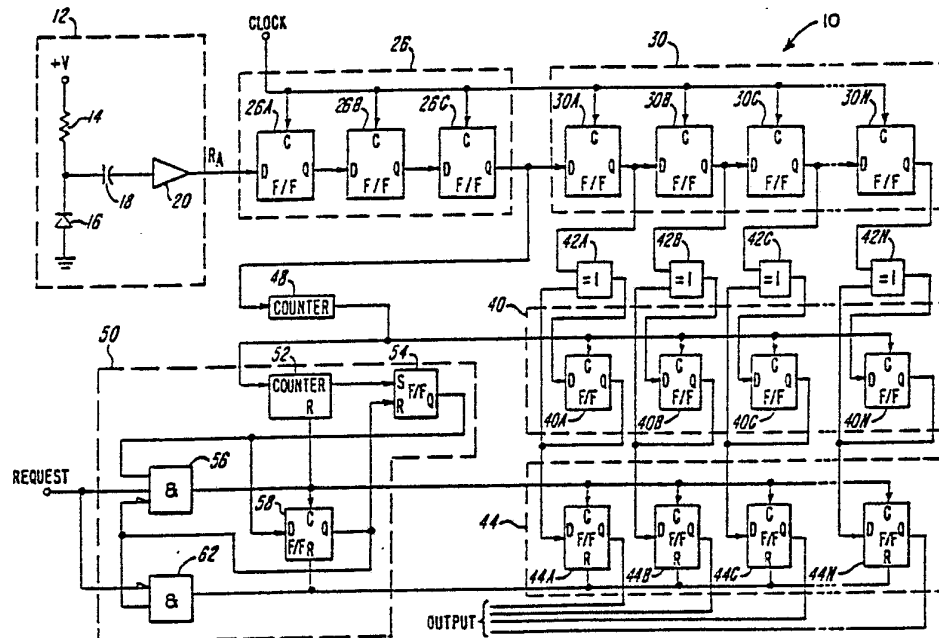 12
CLOCK
26
30
10
+V
14
18
20
16
RA
26A
26B
26C
30A
30B
30C
30N
C
C
C
C
C
C
C
D
Q
F/F
D
Q
F/F
D
Q
F/F
D
Q
F/F
D
Q
F/F
D
Q
F/F
D
Q
F/F
42A
42B
42C
42N
=1
=1
=1
=1
48
COUNTER
40
50
52
54
COUNTER
R
S
F/F
R
Q
C
C
C
C
D
Q
F/F
D
Q
F/F
D
Q
F/F
D
Q
F/F
40A
40B
40C
40N
REQUEST
56
&
58
C
D
F/F
R
44
C
C
C
C
D
Q
F/F
R
D
Q
F/F
R
D
Q
F/F
R
D
Q
F/F
R
62
&
44A
44B
44C
44N
OUTPUT